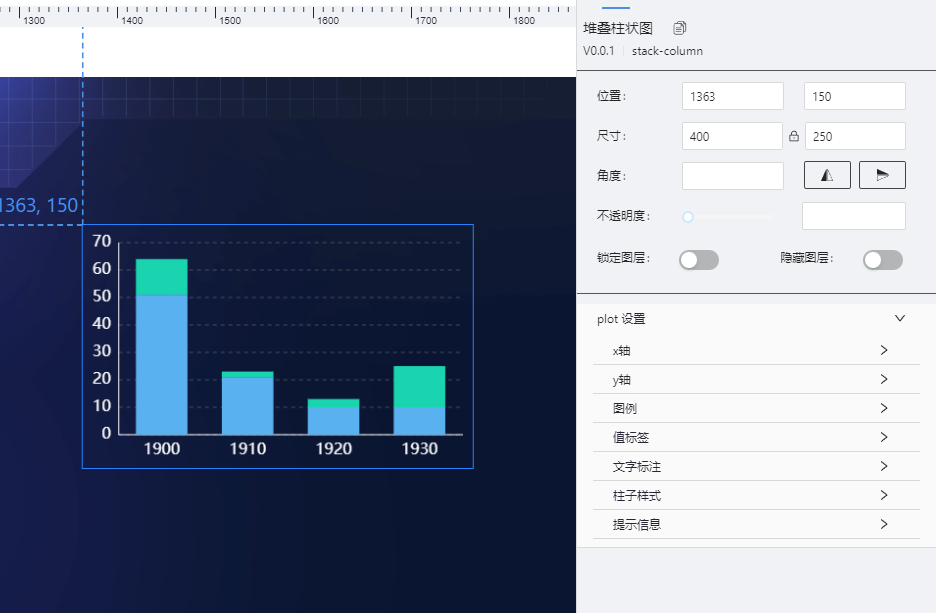 1300 1400 1500 1600 1700 1800
堆叠柱状图
V0.0.1 stack-column
位置: 1363 150
尺寸: 400 250
角度:
不透明度:
锁定图层: 隐藏图层:
plot 设置
x轴
y轴
图例
值标签
文字标注
柱子样式
提示信息
1363, 150
70
60
50
40
30
20
10
0
1900 1910 1920 1930